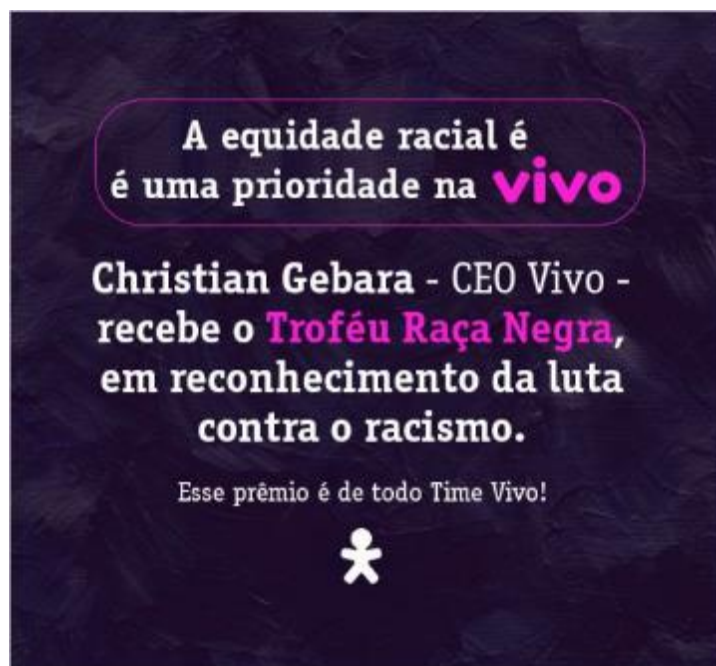 A equidade racial é
é uma prioridade na vivo
Christian Gebara - CEO Vivo -
recebe o Troféu Raça Negra,
em reconhecimento da luta
contra o racismo.
Esse prêmio é de todo Time Vivo!